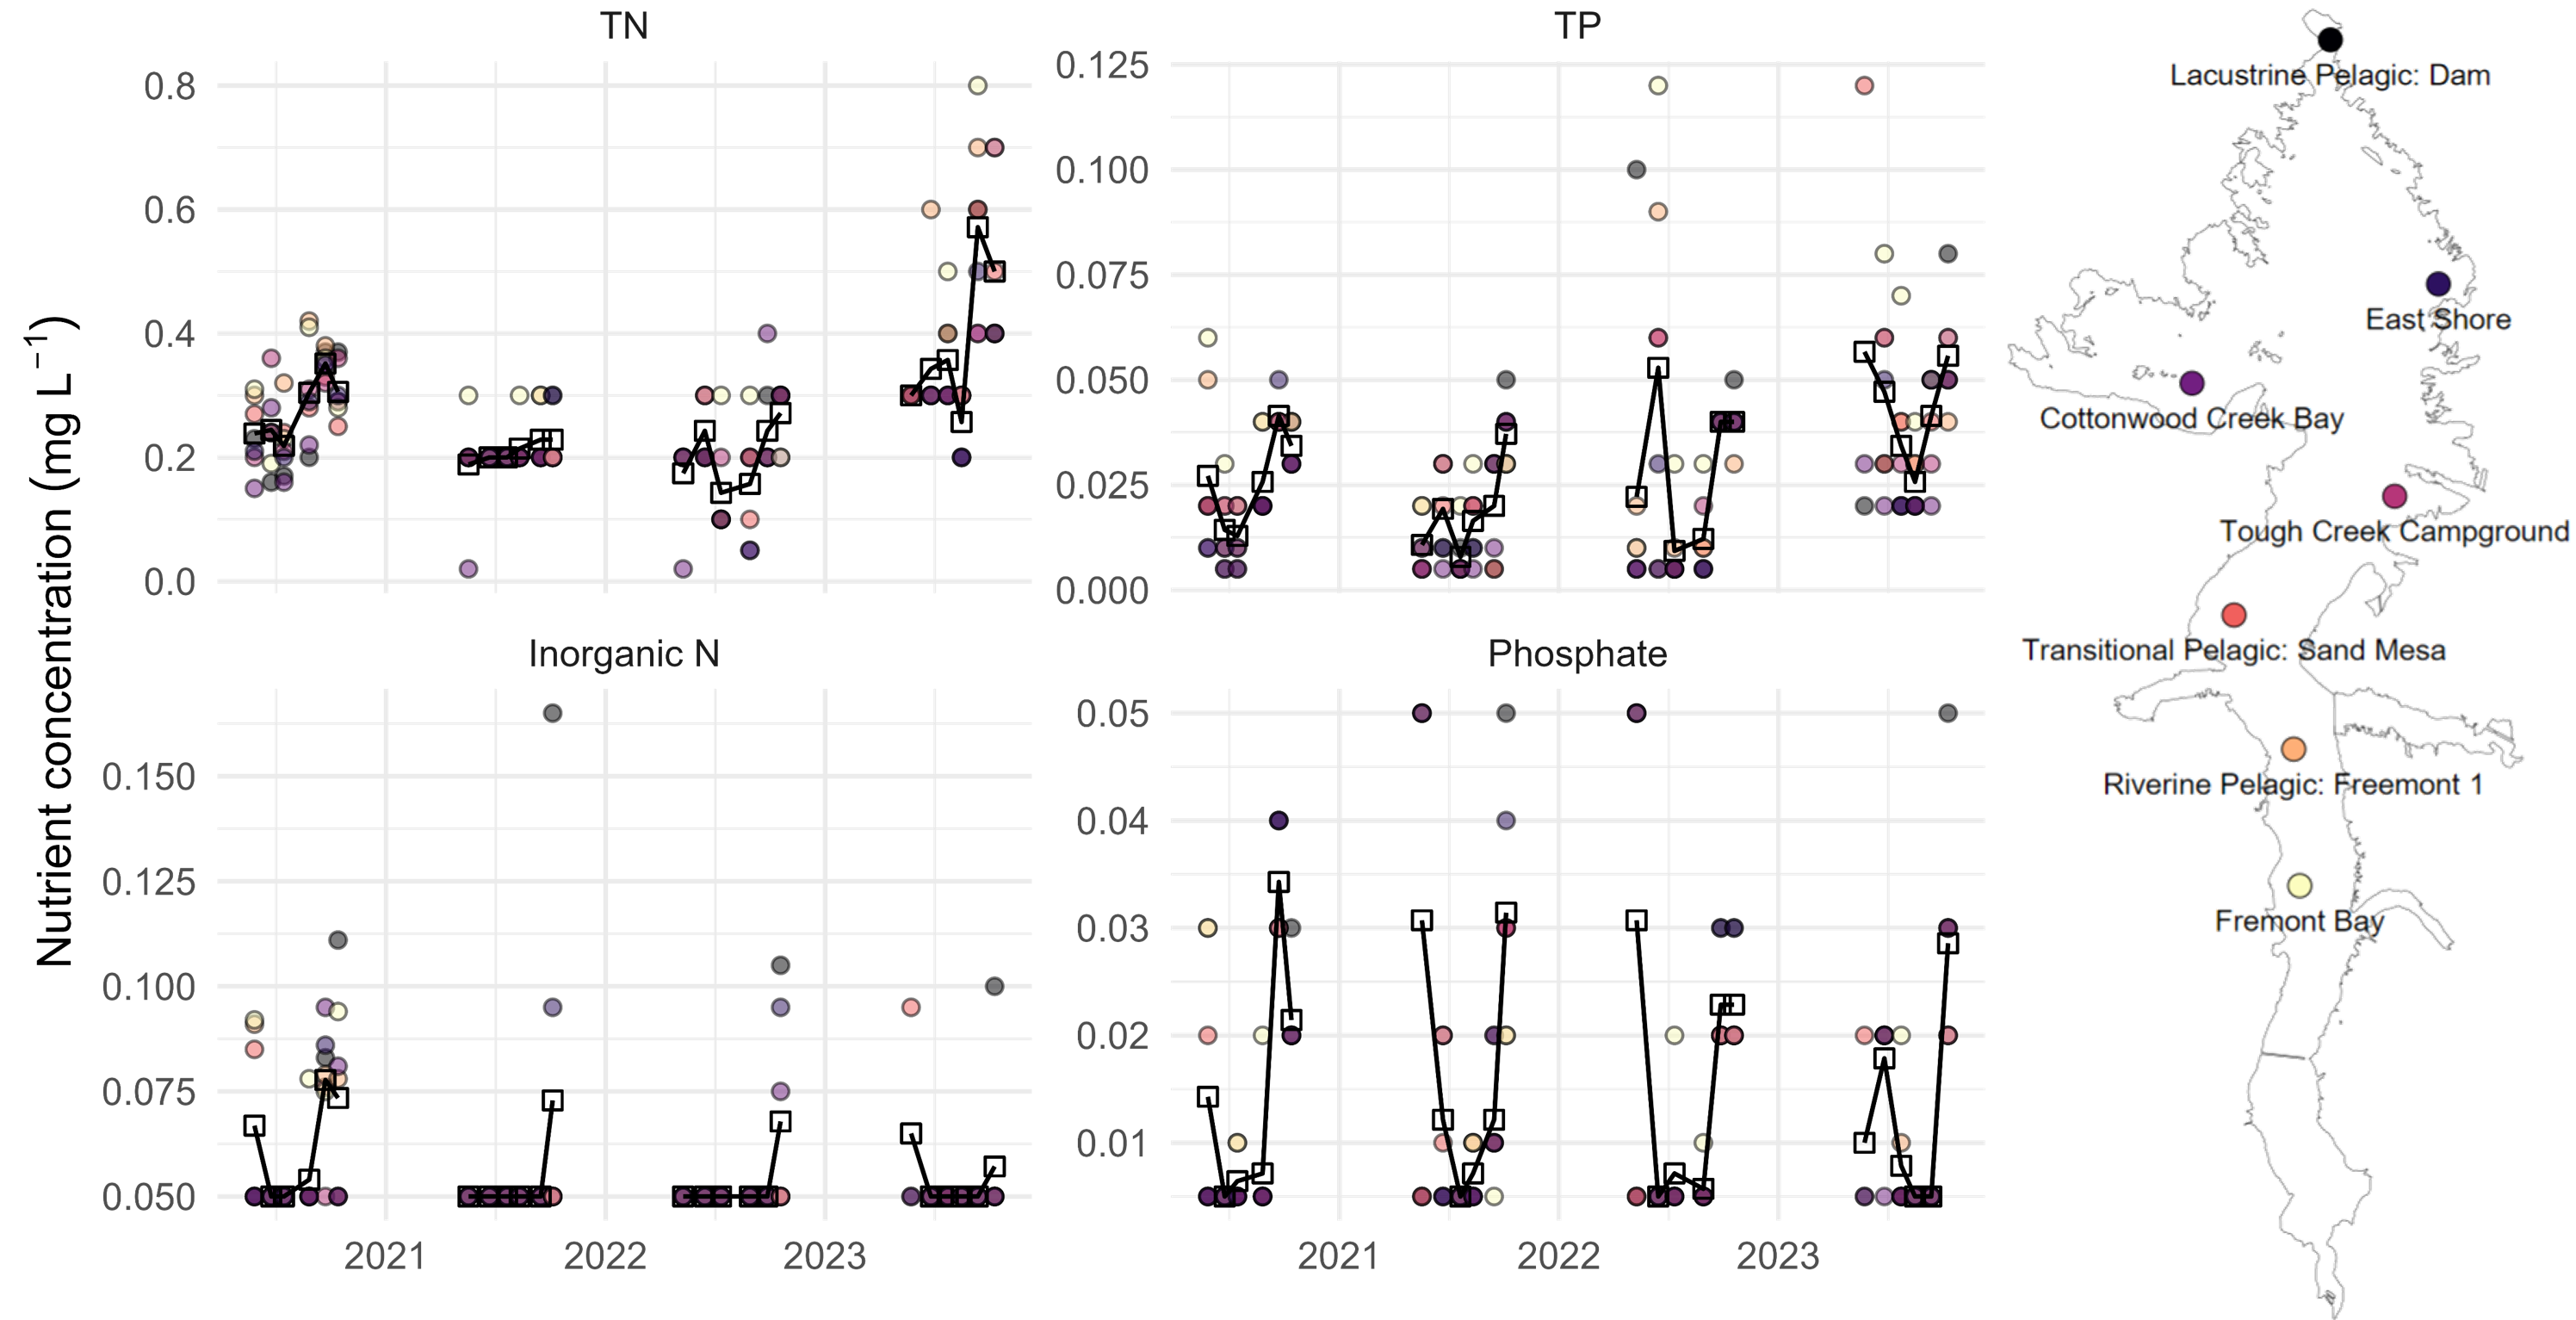 TN
TP
0.8
0.6
0.4
0.2
0.0
0.125
0.100
0.075
0.050
0.025
0.000
Nutrient concentration (mg L⁻¹)
Inorganic N
Phosphate
0.150
0.125
0.100
0.075
0.050
0.05
0.04
0.03
0.02
0.01
2021 2022 2023
2021 2022 2023
Lacustrine Pelagic: Dam
East Shore
Cottonwood Creek Bay
Tough Creek Campground
Transitional Pelagic: Sand Mesa
Riverine Pelagic: Freemont 1
Fremont Bay